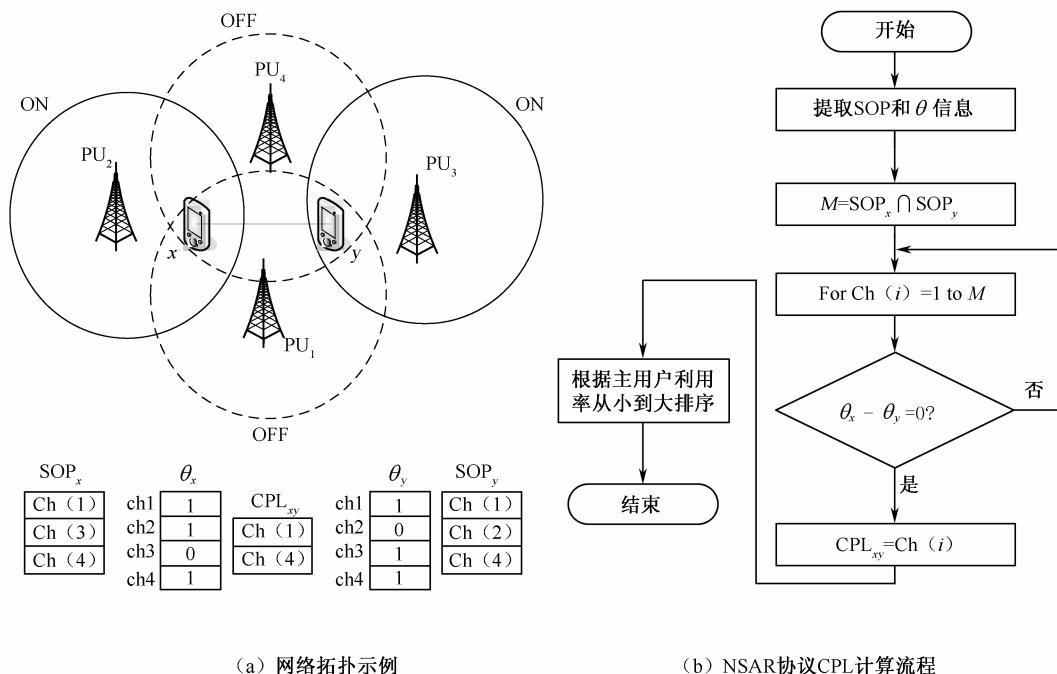 OFF
PU4
ON
ON
PU2
PU3
x
y
PU1
OFF
SOPx
θx
θy
SOPy
CPLxy
Ch（1）
Ch（3）
Ch（4）
ch1 1
ch2 1
ch3 0
ch4 1
Ch（1）
Ch（4）
1
0
1
1
ch1
ch2
ch3
ch4
Ch（1）
Ch（2）
Ch（4）
（a）网络拓扑示例
开始
提取SOP和θ信息
M=SOPx∩SOPy
For Ch（i）=1 to M
θx − θy =0?
否
是
CPLxy=Ch（i）
根据主用户利用
率从小到大排序
结束
（b）NSAR协议CPL计算流程